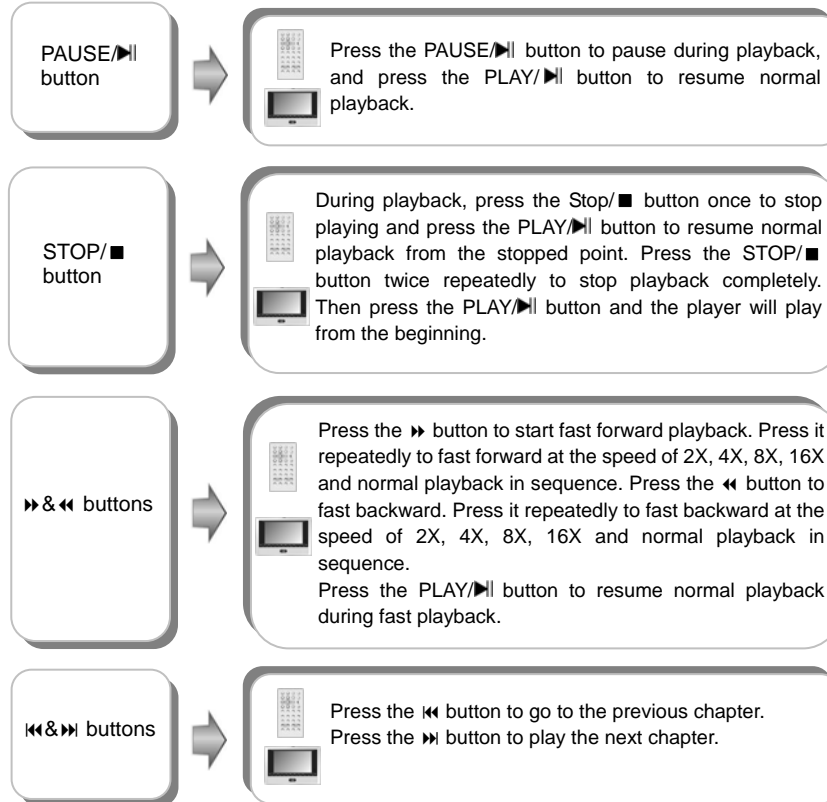 PAUSE/▶||
button
Press the PAUSE/▶|| button to pause during playback,
and press the PLAY/▶|| button to resume normal
playback.
STOP/■
button
During playback, press the Stop/■ button once to stop
playing and press the PLAY/▶|| button to resume normal
playback from the stopped point. Press the STOP/■
button twice repeatedly to stop playback completely.
Then press the PLAY/▶|| button and the player will play
from the beginning.
⏩&⏪ buttons
Press the ⏩ button to start fast forward playback. Press it
repeatedly to fast forward at the speed of 2X, 4X, 8X, 16X
and normal playback in sequence. Press the ⏪ button to
fast backward. Press it repeatedly to fast backward at the
speed of 2X, 4X, 8X, 16X and normal playback in
sequence.
Press the PLAY/▶|| button to resume normal playback
during fast playback.
⏮&⏭ buttons
Press the ⏮ button to go to the previous chapter.
Press the ⏭ button to play the next chapter.